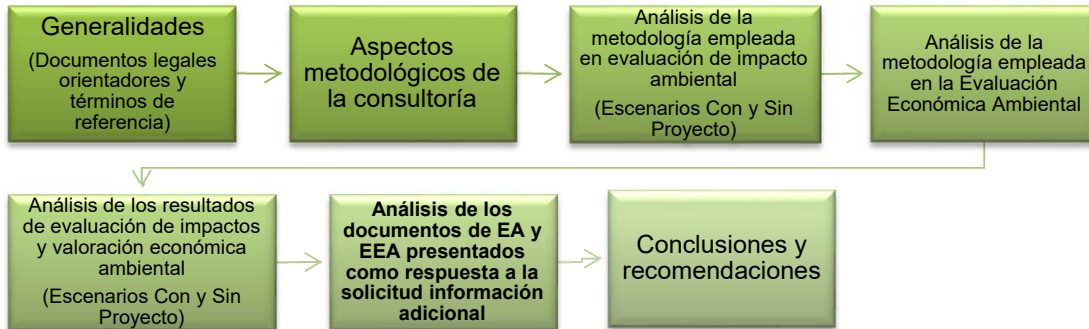 Generalidades
(Documentos legales
orientadores y
términos de
referencia)
Aspectos
metodológicos de
la consultoría
Análisis de la
metodología empleada
en evaluación de impacto
ambiental
(Escenarios Con y Sin
Proyecto)
Análisis de la
metodología empleada
en la Evaluación
Económica Ambiental
Análisis de los resultados
de evaluación de impactos
y valoración económica
ambiental
(Escenarios Con y Sin
Proyecto)
Análisis de los
documentos de EA y
EEA presentados
como respuesta a la
solicitud información
adicional
Conclusiones y
recomendaciones